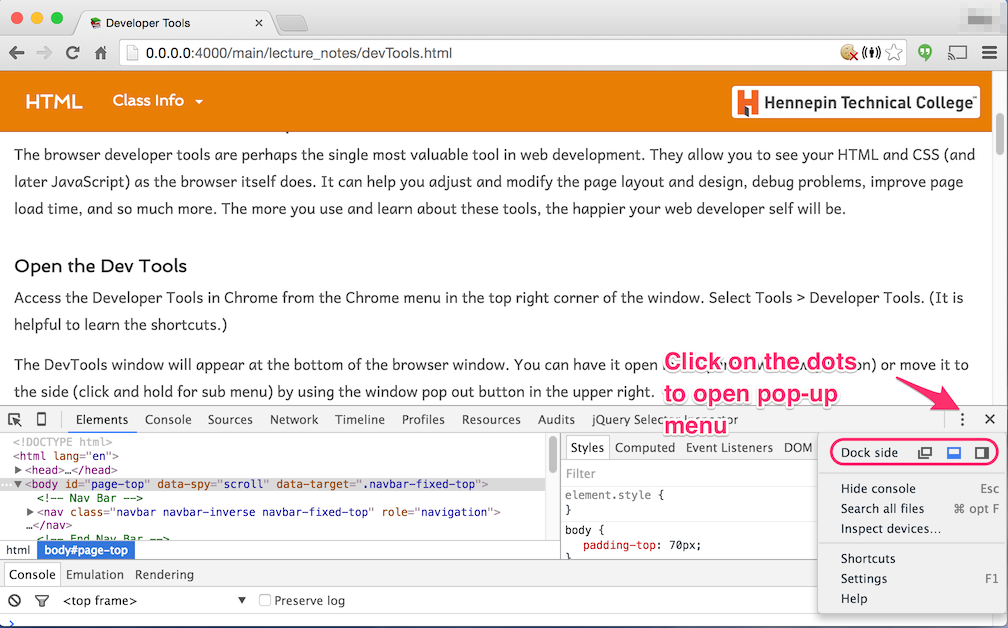 Developer Tools
0.0.0.0:4000/main/lecture_notes/devTools.html
HTML Class Info Hennepin Technical College
The browser developer tools are perhaps the single most valuable tool in web development. They allow you to see your HTML and CSS (and
later JavaScript) as the browser itself does. It can help you adjust and modify the page layout and design, debug problems, improve page
load time, and so much more. The more you use and learn about these tools, the happier your web developer self will be.
Open the Dev Tools
Access the Developer Tools in Chrome from the Chrome menu in the top right corner of the window. Select Tools > Developer Tools. (It is
helpful to learn the shortcuts.)
The DevTools window will appear at the bottom of the browser window. You can have it open or move it to
the side (click and hold for sub menu) by using the window pop out button in the upper right.
Click on the dots
to open pop-up
menu
Elements Console Sources Network Timeline Profiles Resources Audits jQuery
<!DOCTYPE html>
<html lang="en">
<head>…</head>
<body id="page-top" data-spy="scroll" data-target=".navbar-fixed-top">
<!-- Nav Bar -->
<nav class="navbar navbar-inverse navbar-fixed-top" role="navigation">
…</nav>
<!-- End Nav Bar -->
html body#page-top
Styles Computed Event Listeners DOM
Filter
element.style {
}
body {
padding-top: 70px;
}
Dock side
Hide console Esc
Search all files ⌘ opt F
Inspect devices…
Shortcuts
Settings F1
Help
Console Emulation Rendering
<top frame> Preserve log